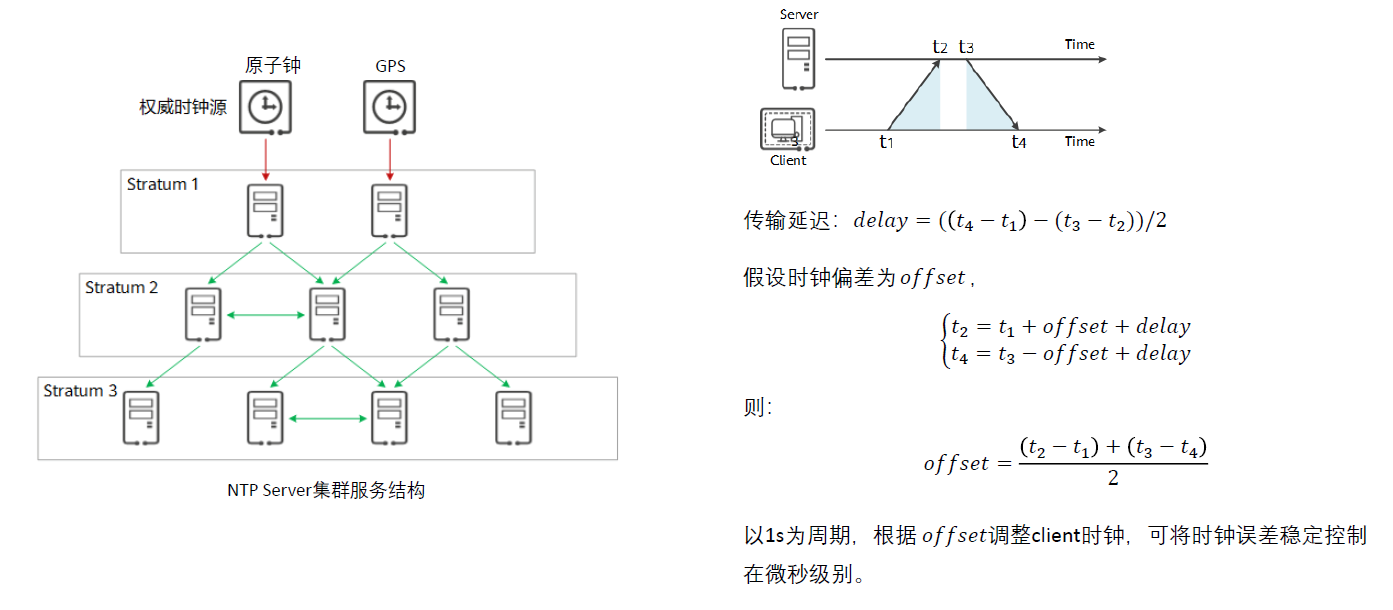 原子钟
GPS
权威时钟源
Stratum 1
Stratum 2
Stratum 3
NTP Server集群服务结构
Server
t2 t3
Time
t1
t4
Time
3
Client
传输延迟：delay = ((t₄ − t₁) − (t₃ − t₂))/2
假设时钟偏差为offset，
t₂ = t₁ + offset + delay
t₄ = t₃ − offset + delay
则：
offset = ((t₂ − t₁) + (t₃ − t₄))/2
以1s为周期，根据offset调整client时钟，可将时钟误差稳定控制
在微秒级别。